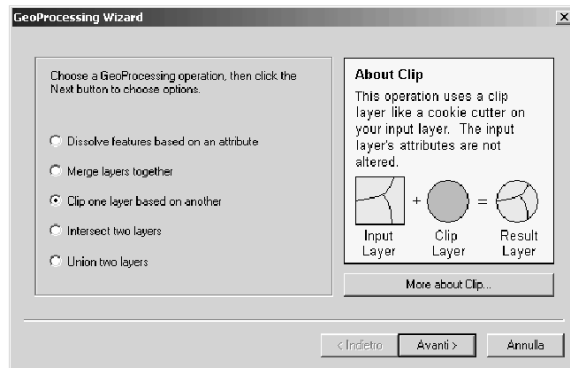 GeoProcessing Wizard
Choose a GeoProcessing operation, then click the
Next button to choose options.
Dissolve features based on an attribute
Merge layers together
Clip one layer based on another
Intersect two layers
Union two layers
About Clip
This operation uses a clip
layer like a cookie cutter on
your input layer. The input
layer's attributes are not
altered.
+ =
Input Clip Result
Layer Layer Layer
More about Clip...
< Indietro Avanti > Annulla